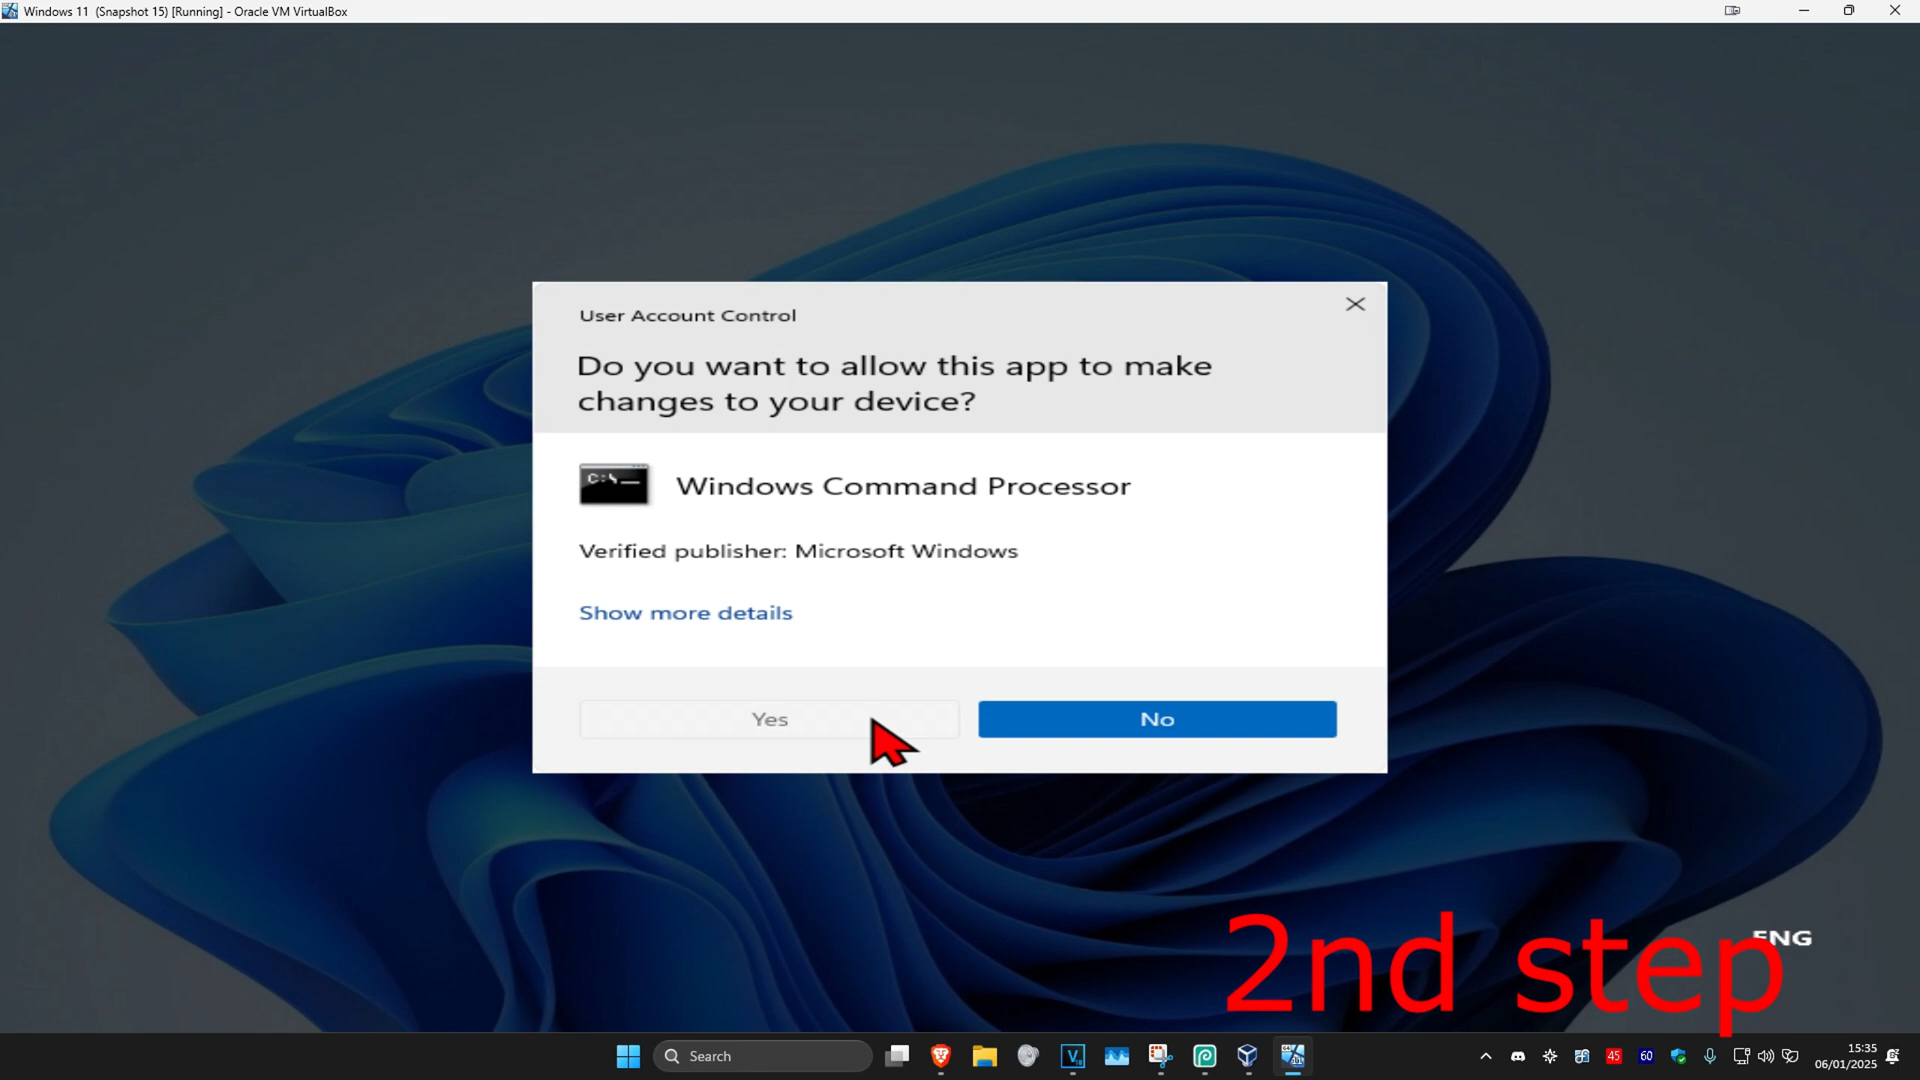 Windows 11 (Snapshot 15) [Running] - Oracle VM VirtualBox
User Account Control
Do you want to allow this app to make
changes to your device?
C:\
Windows Command Processor
Verified publisher: Microsoft Windows
Show more details
Yes
No
ENG
2nd step
Search
45
60
15:35
06/01/2025